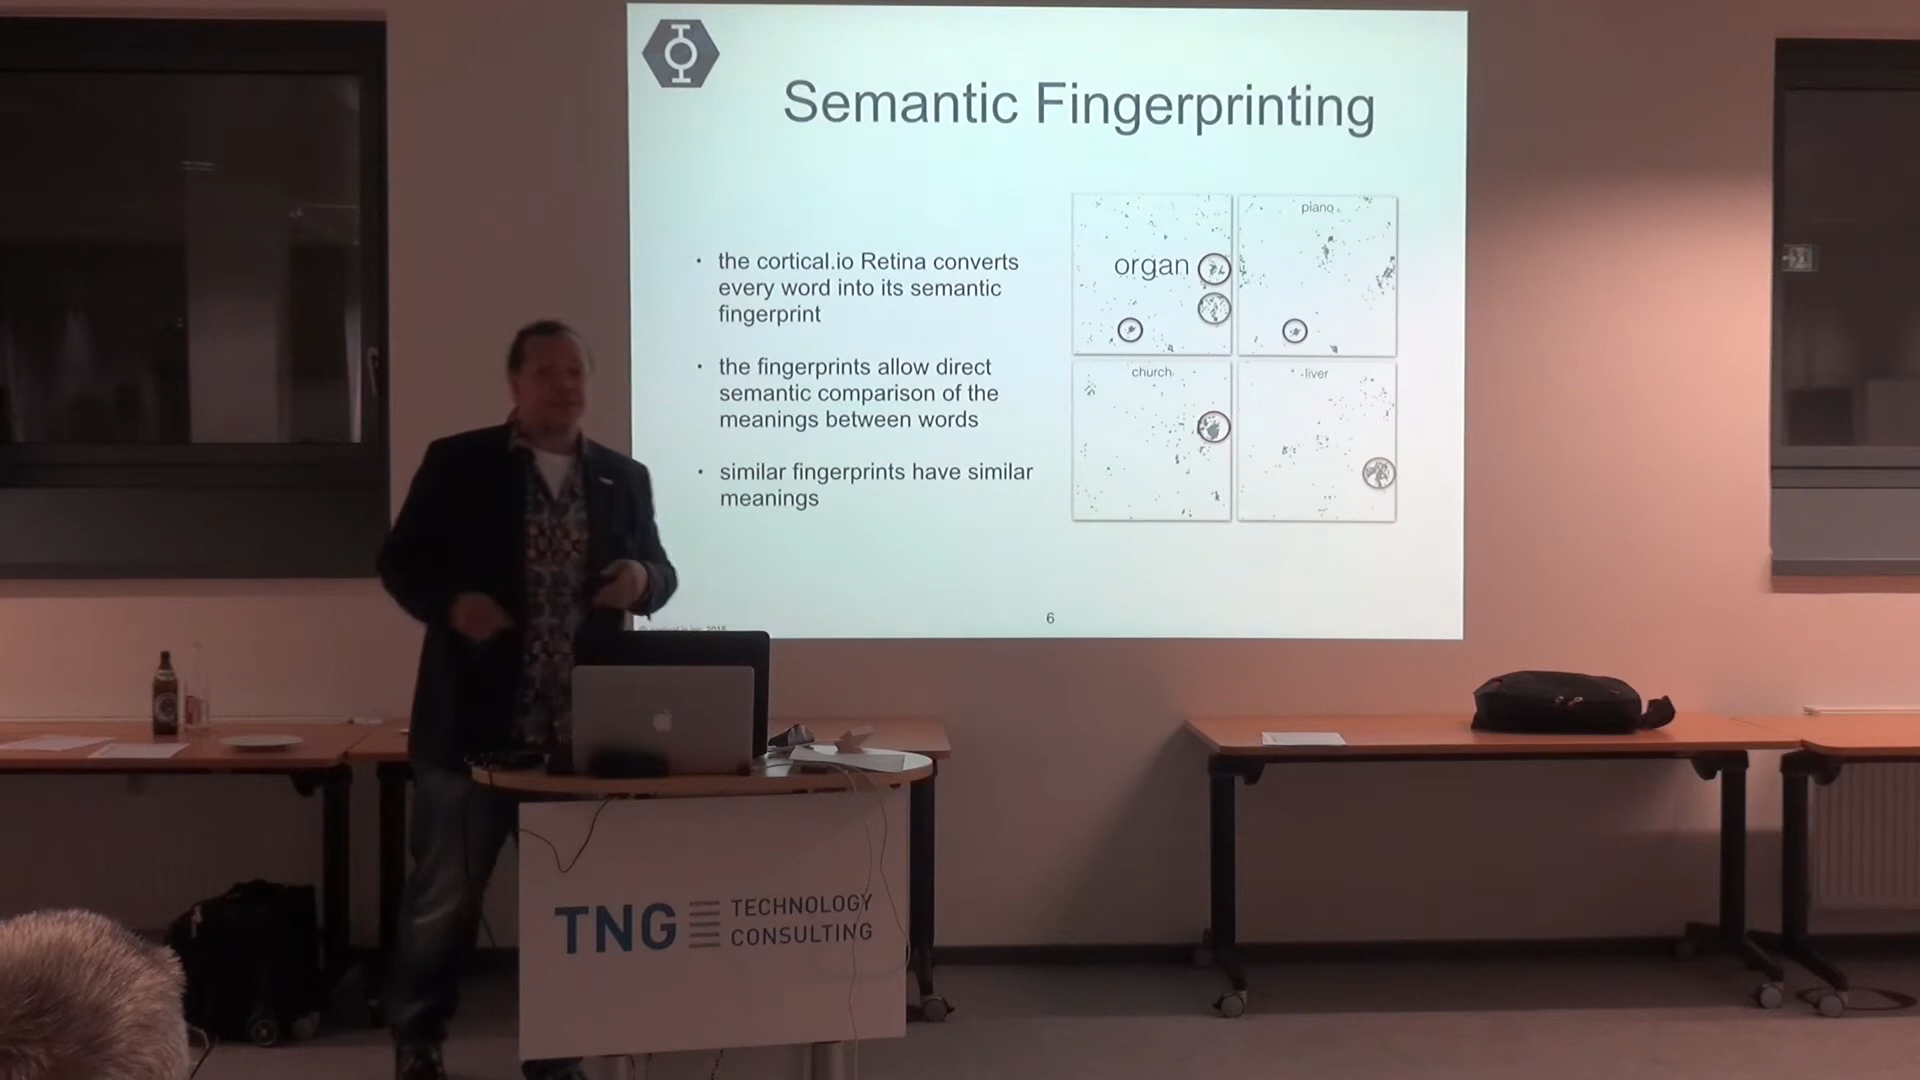 Semantic Fingerprinting
• the cortical.io Retina converts
every word into its semantic
fingerprint
• the fingerprints allow direct
semantic comparison of the
meanings between words
• similar fingerprints have similar
meanings
organ
piano
church
liver
6
TNG TECHNOLOGY
CONSULTING